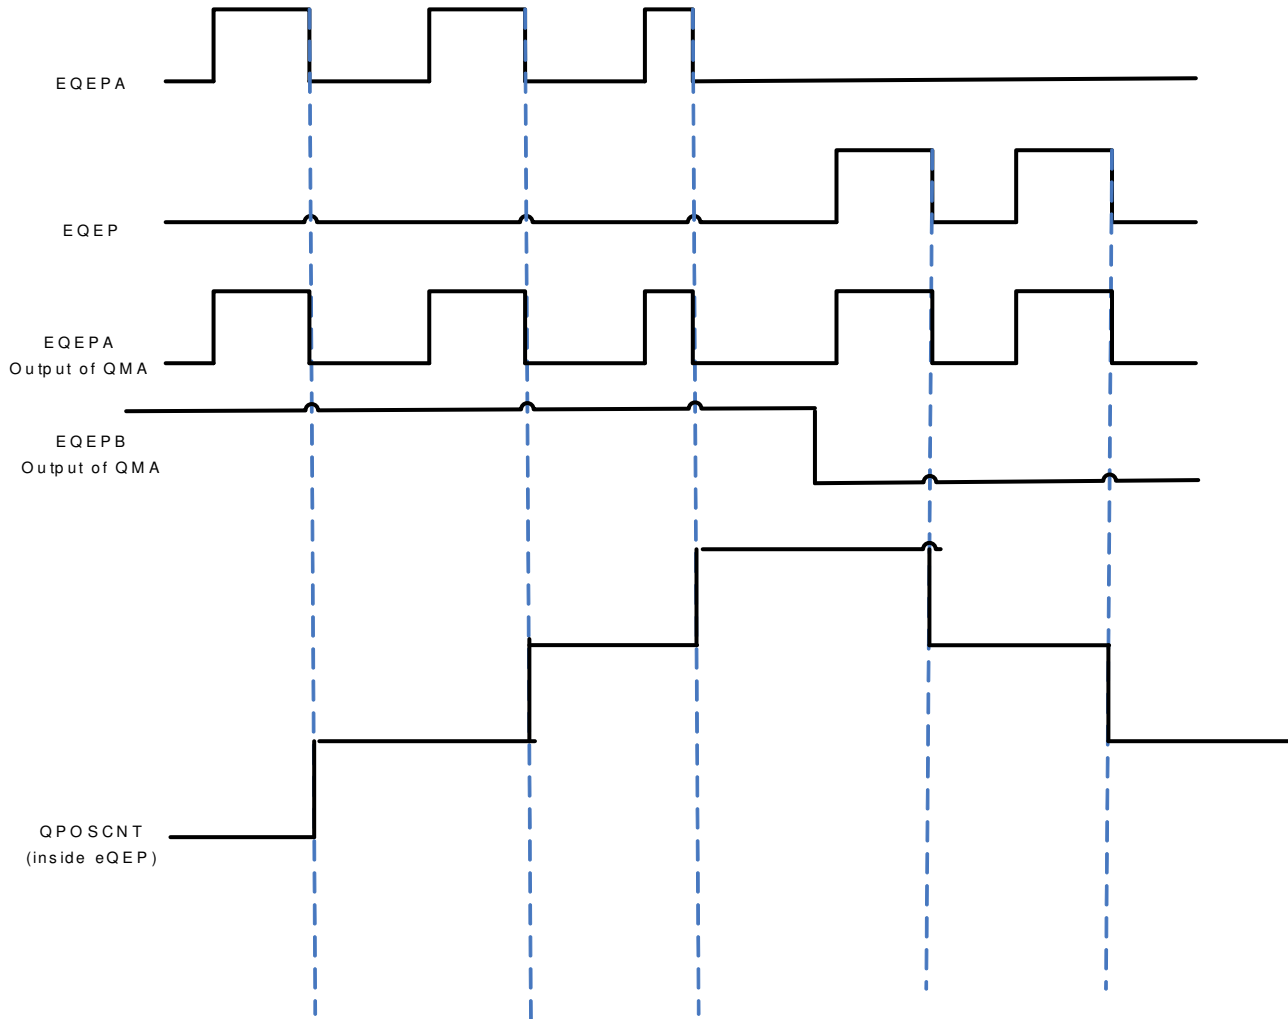 EQEPA
EQEP
EQEPA
Output of QMA
EQEPB
Output of QMA
QPOSCNT
(inside eQEP)